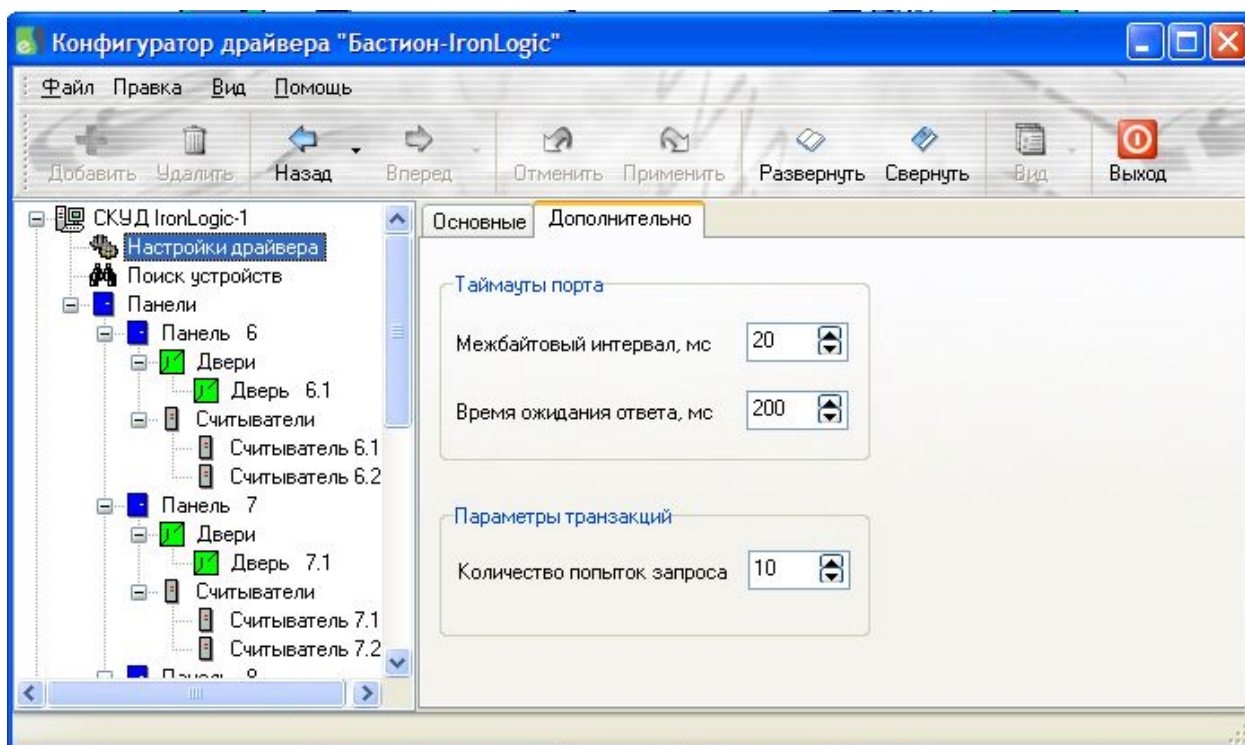 Конфигуратор драйвера "Бастион-IronLogic"
Файл Правка Вид Помощь
Добавить Удалить Назад Вперед Отменить Применить Развернуть Свернуть Вид Выход
СКУД IronLogic-1
Настройки драйвера
Поиск устройств
Панели
Панель 6
Двери
Дверь 6.1
Считыватели
Считыватель 6.1
Считыватель 6.2
Панель 7
Двери
Дверь 7.1
Считыватели
Считыватель 7.1
Считыватель 7.2
Основные Дополнительно
Таймауты порта
Межбайтовый интервал, мс 20
Время ожидания ответа, мс 200
Параметры транзакций
Количество попыток запроса 10